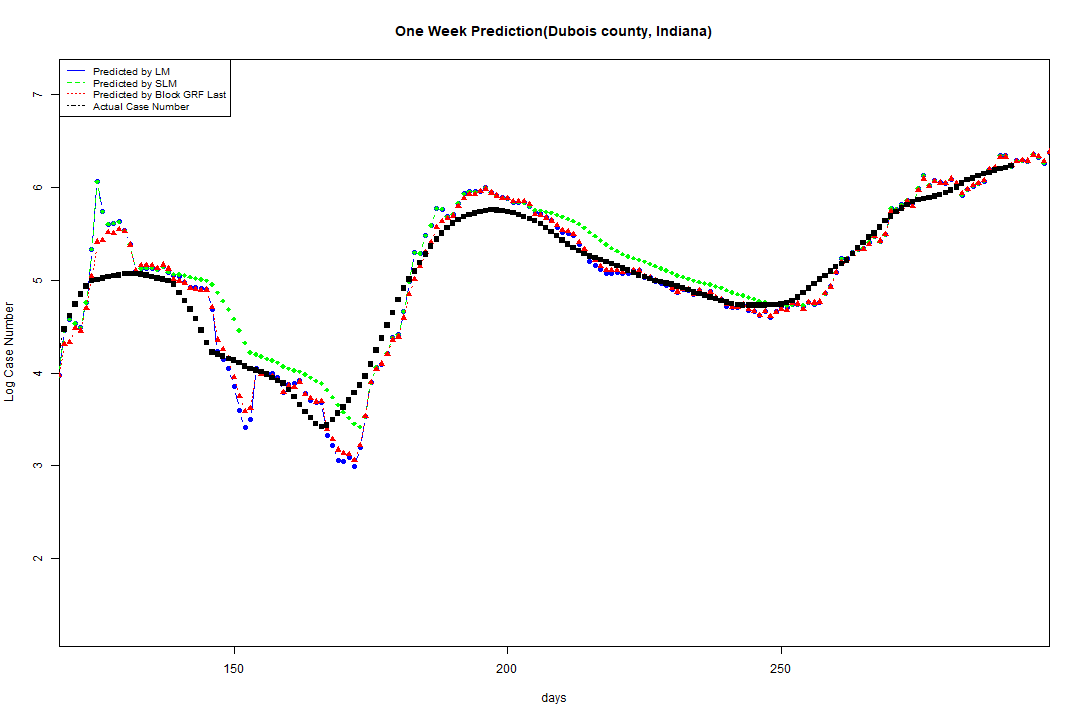 One Week Prediction(Dubois county, Indiana)
Predicted by LM
Predicted by SLM
Predicted by Block GRF Last
Actual Case Number
7
6
5
4
3
2
Log Case Number
150
200
250
days